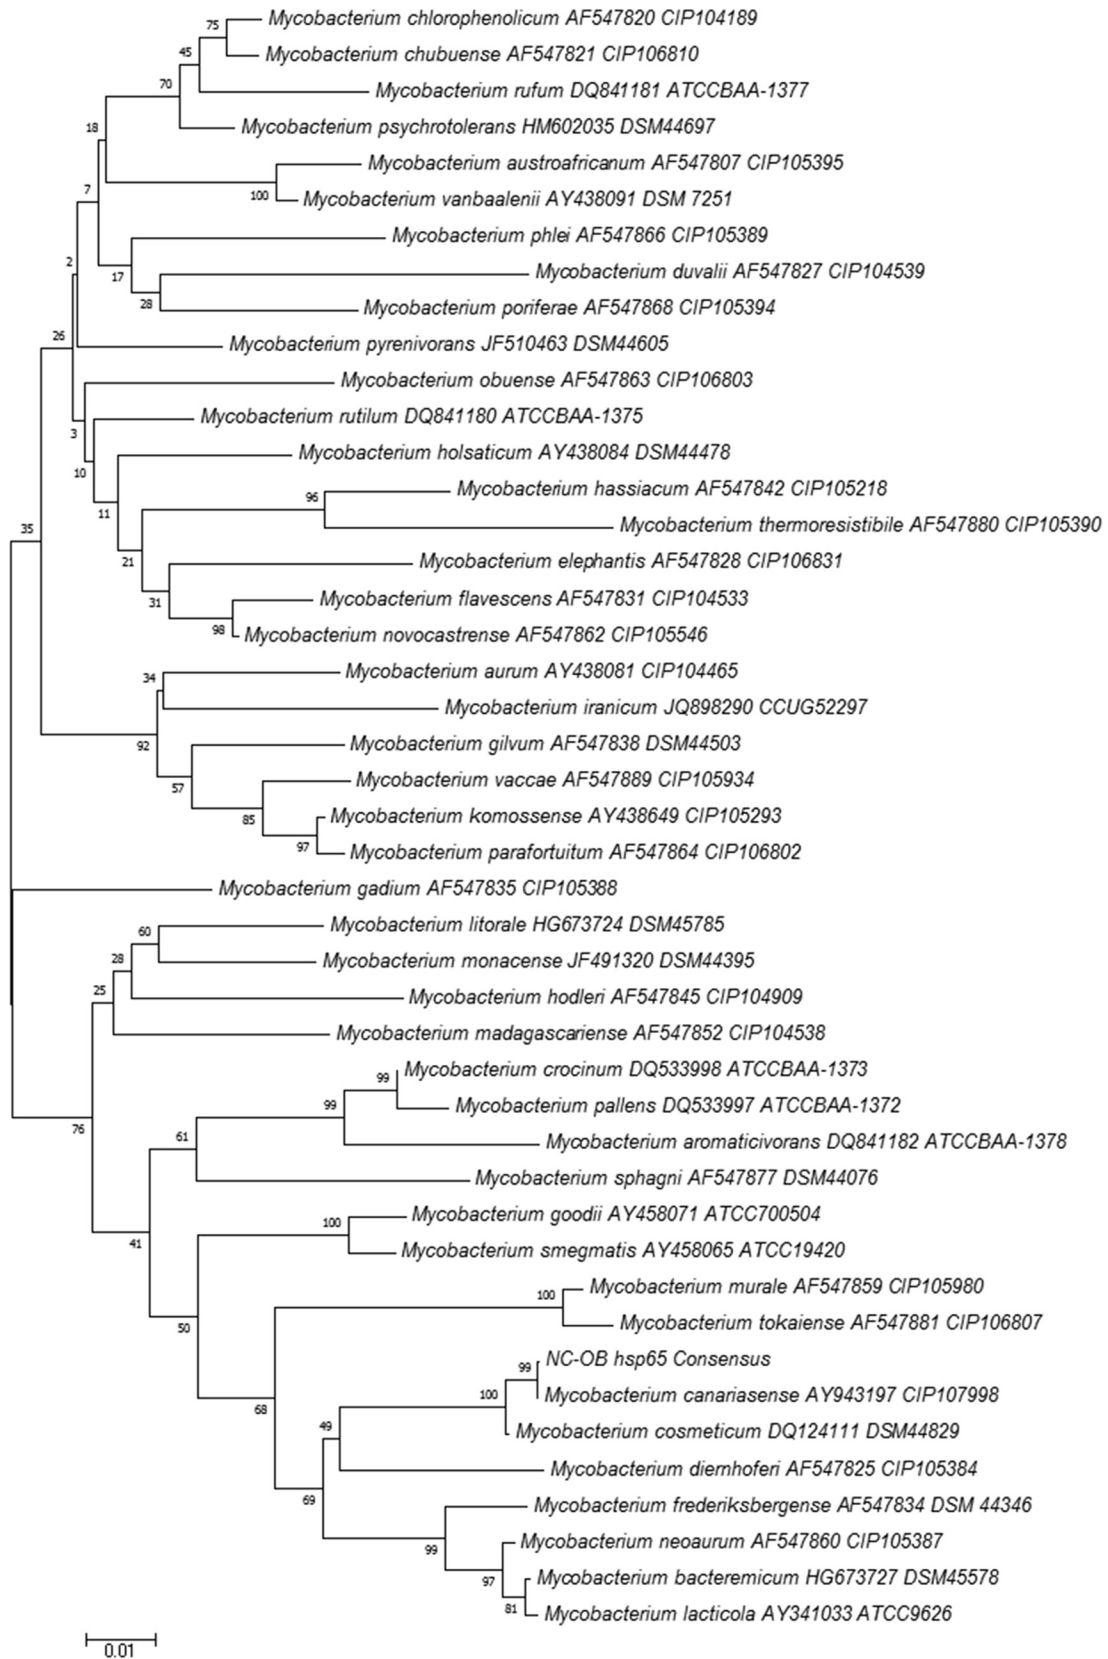 75
Mycobacterium chlorophenolicum AF547820 CIP104189
45
Mycobacterium chubuense AF547821 CIP106810
70
Mycobacterium rufum DQ841181 ATCCBAA-1377
18
Mycobacterium psychrotolerans HM602035 DSM44697
Mycobacterium austroafricanum AF547807 CIP105395
7
100
Mycobacterium vanbaalenii AY438091 DSM 7251
Mycobacterium phlei AF547866 CIP105389
2
17
Mycobacterium duvalii AF547827 CIP104539
28
Mycobacterium poriferae AF547868 CIP105394
26
Mycobacterium pyrenivorans JF510463 DSM44605
Mycobacterium obuense AF547863 CIP106803
Mycobacterium rutilum DQ841180 ATCCBAA-1375
3
Mycobacterium holsaticum AY438084 DSM44478
10
96
Mycobacterium hassiacum AF547842 CIP105218
11
35
Mycobacterium thermoresistibile AF547880 CIP105390
21
Mycobacterium elephantis AF547828 CIP106831
31
Mycobacterium flavescens AF547831 CIP104533
98
Mycobacterium novocastrense AF547862 CIP105546
34
Mycobacterium aurum AY438081 CIP104465
Mycobacterium iranicum JQ898290 CCUG52297
92
Mycobacterium gilvum AF547838 DSM44503
57
Mycobacterium vaccae AF547889 CIP105934
85
Mycobacterium komossense AY438649 CIP105293
97
Mycobacterium parafortuitum AF547864 CIP106802
Mycobacterium gadium AF547835 CIP105388
60
Mycobacterium litorale HG673724 DSM45785
28
Mycobacterium monacense JF491320 DSM44395
25
Mycobacterium hodleri AF547845 CIP104909
Mycobacterium madagascariense AF547852 CIP104538
99
Mycobacterium crocinum DQ533998 ATCCBAA-1373
99
Mycobacterium pallens DQ533997 ATCCBAA-1372
76
61
Mycobacterium aromaticivorans DQ841182 ATCCBAA-1378
Mycobacterium sphagni AF547877 DSM44076
100
Mycobacterium goodii AY458071 ATCC700504
41
Mycobacterium smegmatis AY458065 ATCC19420
100
Mycobacterium murale AF547859 CIP105980
50
Mycobacterium tokaiense AF547881 CIP106807
99
NC-OB hsp65 Consensus
100
Mycobacterium canariasense AY943197 CIP107998
68
49
Mycobacterium cosmeticum DQ124111 DSM44829
Mycobacterium diernhoferi AF547825 CIP105384
69
Mycobacterium frederiksbergense AF547834 DSM 44346
99
Mycobacterium neoaurum AF547860 CIP105387
97
Mycobacterium bacteremicum HG673727 DSM45578
81
Mycobacterium lacticola AY341033 ATCC9626
0.01